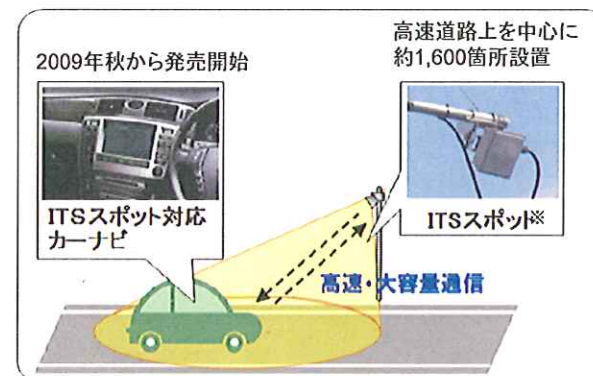 2009年秋から発売開始
ITSスポット対応
カーナビ
高速道路上を中心に
約1,600箇所設置
ITSスポット※
高速・大容量通信